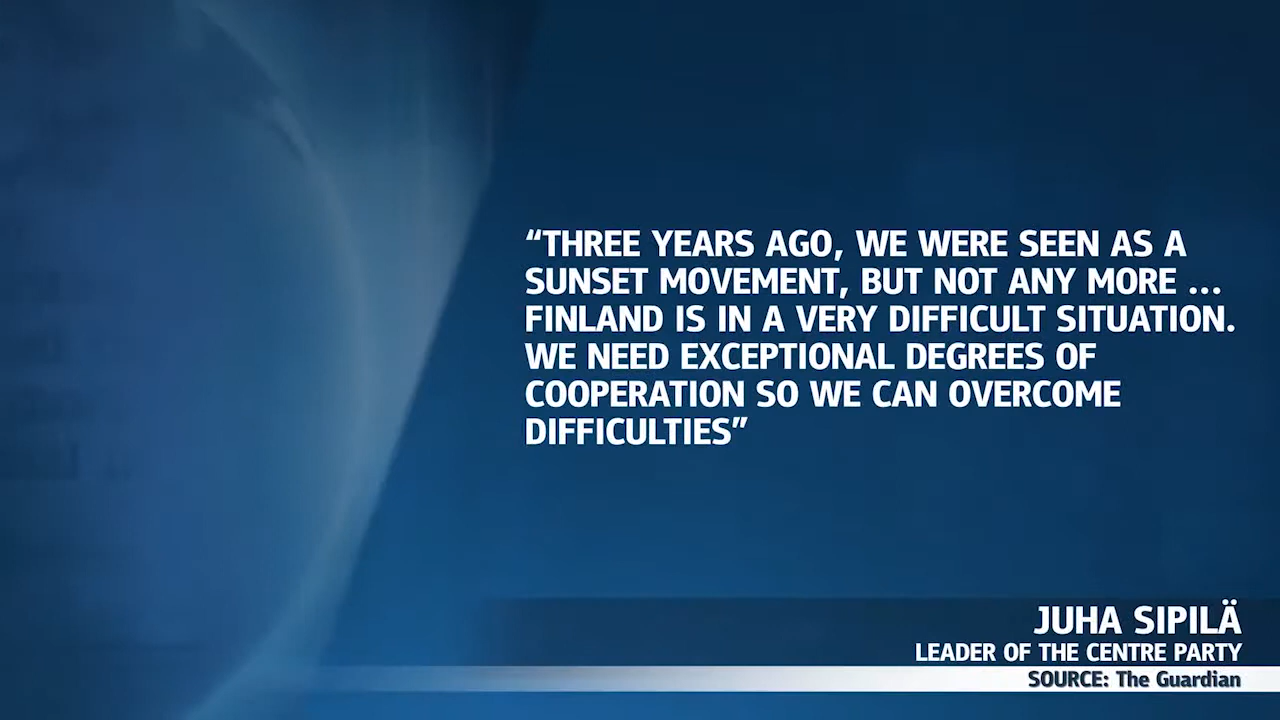 “THREE YEARS AGO, WE WERE SEEN AS A
SUNSET MOVEMENT, BUT NOT ANY MORE ...
FINLAND IS IN A VERY DIFFICULT SITUATION.
WE NEED EXCEPTIONAL DEGREES OF
COOPERATION SO WE CAN OVERCOME
DIFFICULTIES”
JUHA SIPILÄ
LEADER OF THE CENTRE PARTY
SOURCE: The Guardian